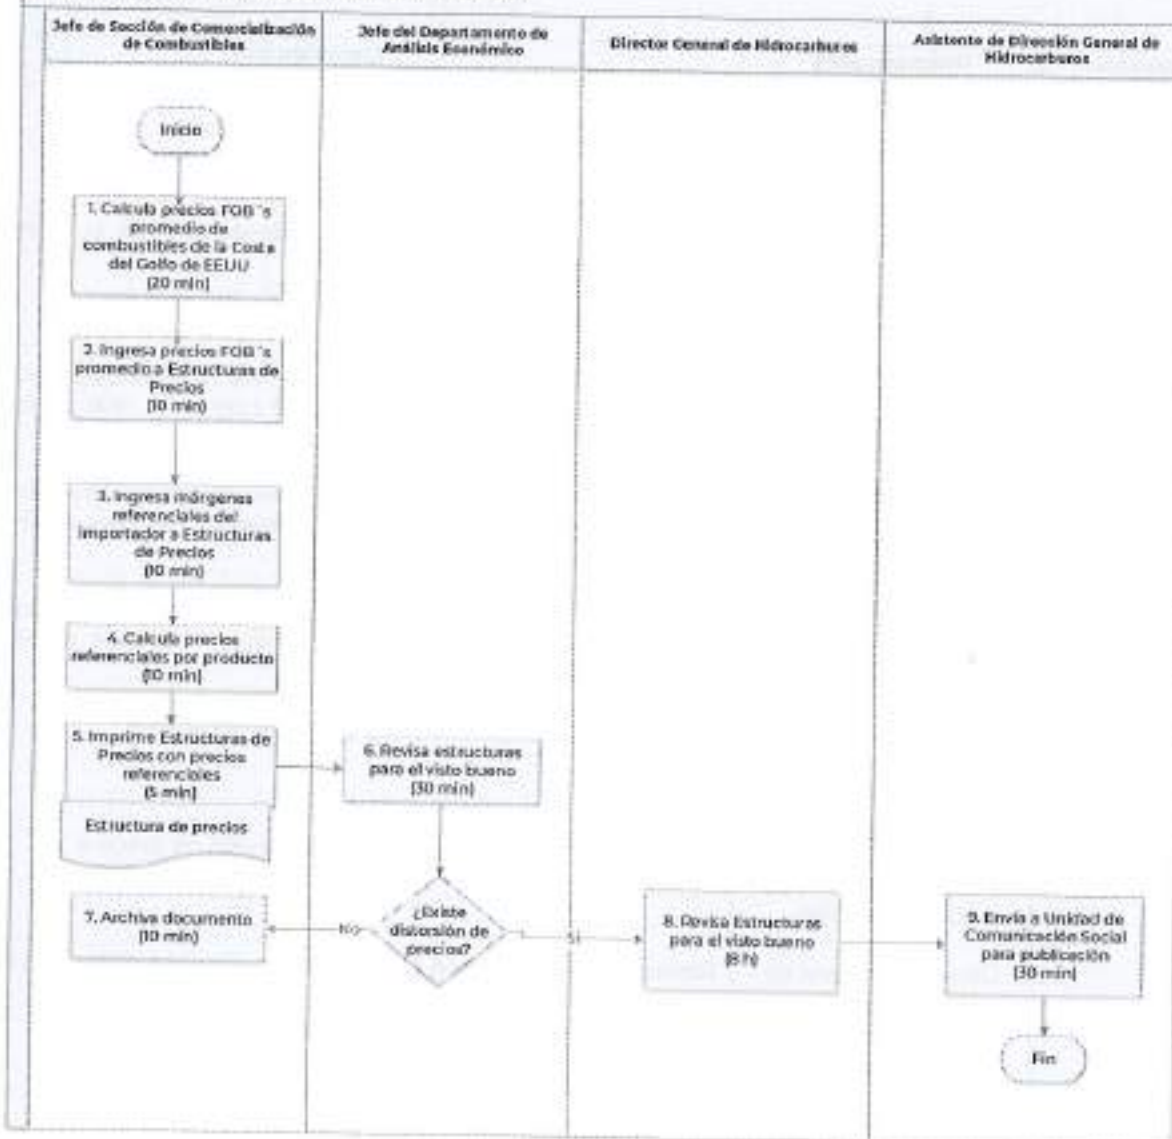 Jefe de Sección de Comercialización
de Combustibles
Jefe del Departamento de
Análisis Económico
Director General de Hidrocarburos
Asistente de Dirección General de
Hidrocarburos
Inicio
1. Calcula precios FOB´s
promedio de
combustibles de la Costa
del Golfo de EEUU
(20 min)
2. Ingresa precios FOB´s
promedio a Estructuras de
Precios
(10 min)
3. Ingresa márgenes
referenciales del
importador a Estructuras
de Precios
(10 min)
4. Calcula precios
referenciales por producto
(10 min)
5. Imprime Estructuras de
Precios con precios
referenciales
(5 min)
Estructura de precios
6. Revisa estructuras
para el visto bueno
(30 min)
¿Existe
distorsión de
precios?
No
Si
7. Archiva documento
(10 min)
8. Revisa Estructuras
para el visto bueno
(8 h)
9. Envía a Unidad de
Comunicación Social
para publicación
(30 min)
Fin